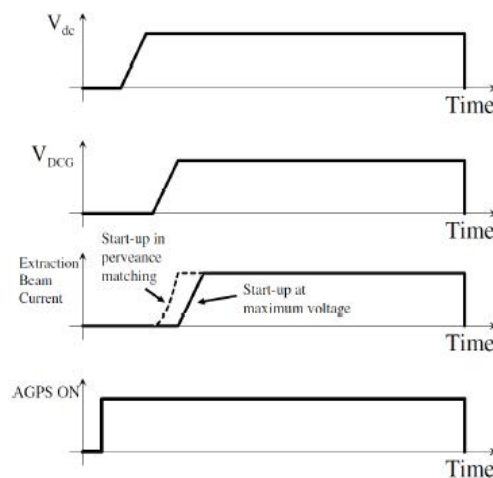 V_dc
Time
V_DCG
Time
Start-up in
perveance
matching
Extraction
Beam
Current
Start-up at
maximum voltage
Time
AGPS ON
Time